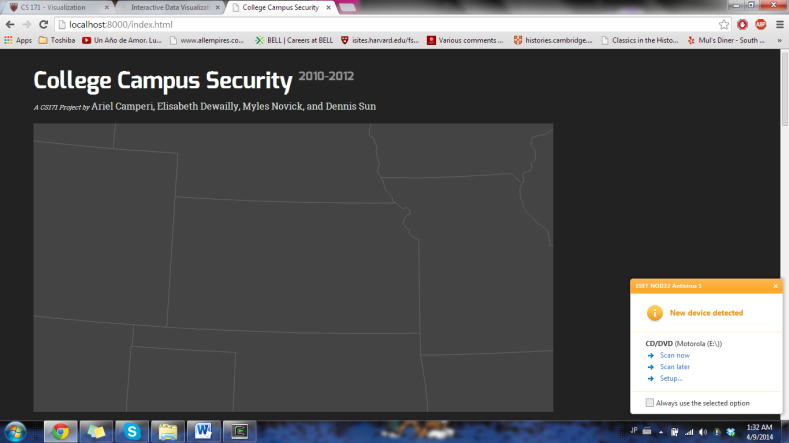 CS 171 - Visualization
Interactive Data Visualizat
College Campus Security
localhost:8000/index.html
Apps
Toshiba
Un Año de Amor. Lu...
www.allempires.co...
BELL | Careers at BELL
isites.harvard.edu/fs...
Various comments ...
histories.cambridge...
Classics in the Histo...
Mul's Diner - South ...
»
College Campus Security 2010-2012
A CS171 Project by Ariel Camperi, Elisabeth Dewailly, Myles Novick, and Dennis Sun
ESET NOD32 Antivirus 5
New device detected
CD/DVD (Motorola (E:\))
Scan now
Scan later
Setup...
Always use the selected option
JP
1:32 AM
4/9/2014